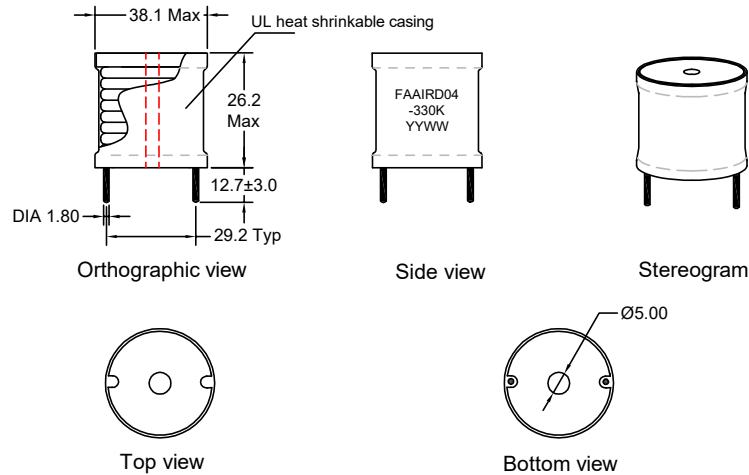 38.1 Max
UL heat shrinkable casing
26.2
Max
12.7±3.0
DIA 1.80
29.2 Typ
Orthographic view
FAAIRD04
-330K
YYWW
Side view
Stereogram
Top view
Ø5.00
Bottom view